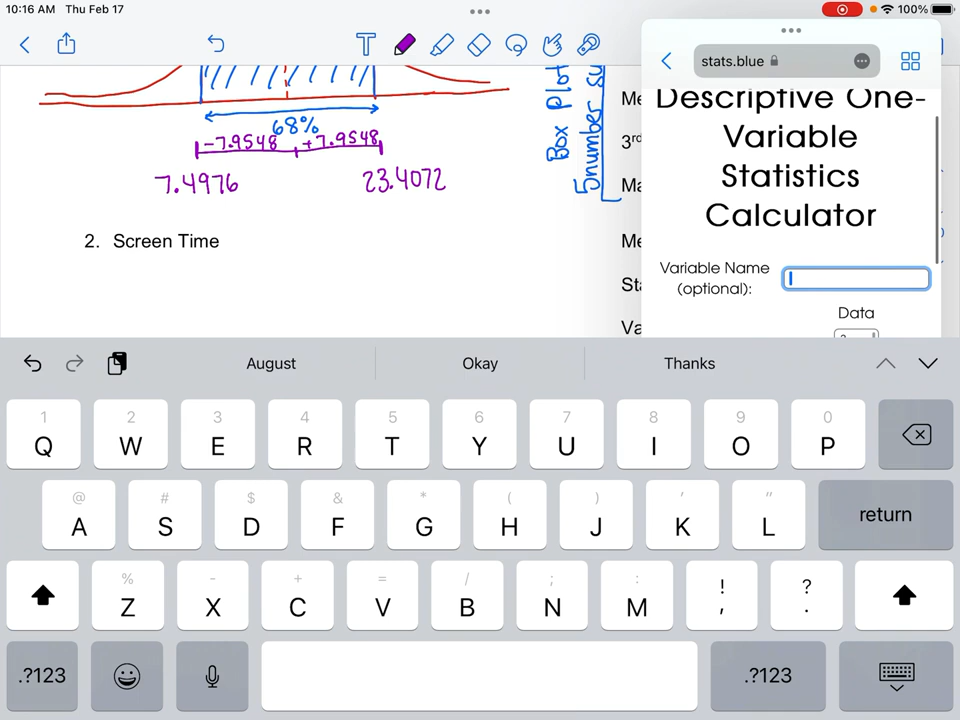 10:16 AM Thu Feb 17
100%
T
stats.blue
68%
-7.9548 +7.9548
7.4976 23.4072
Box Plot
5number su
Me
3rd
Ma
Me
Sta
Va
2. Screen Time
Descriptive One-
Variable
Statistics
Calculator
Variable Name
(optional):
Data
August Okay Thanks
1 2 3 4 5 6 7 8 9 0
Q W E R T Y U I O P
@ # $ & * ( ) ' "
A S D F G H J K L return
% - + = / ; : ! ?
Z X C V B N M , .
.?123 .?123